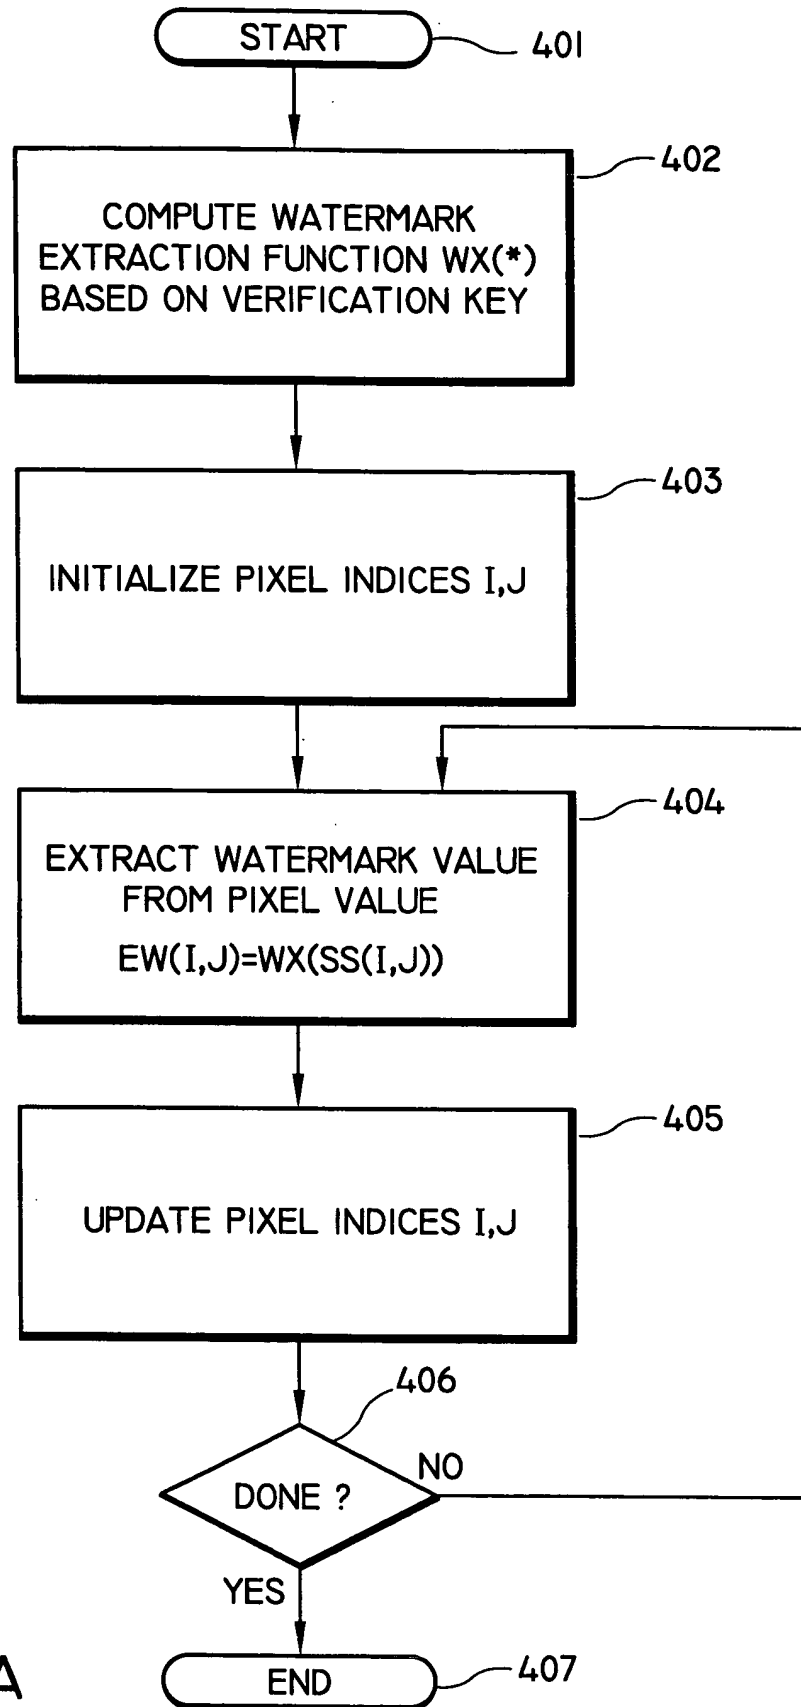 START
401
402
COMPUTE WATERMARK
EXTRACTION FUNCTION WX(*)
BASED ON VERIFICATION KEY
403
INITIALIZE PIXEL INDICES I,J
404
EXTRACT WATERMARK VALUE
FROM PIXEL VALUE
EW(I,J)=WX(SS(I,J))
405
UPDATE PIXEL INDICES I,J
406
DONE ?
NO
YES
END
407
A